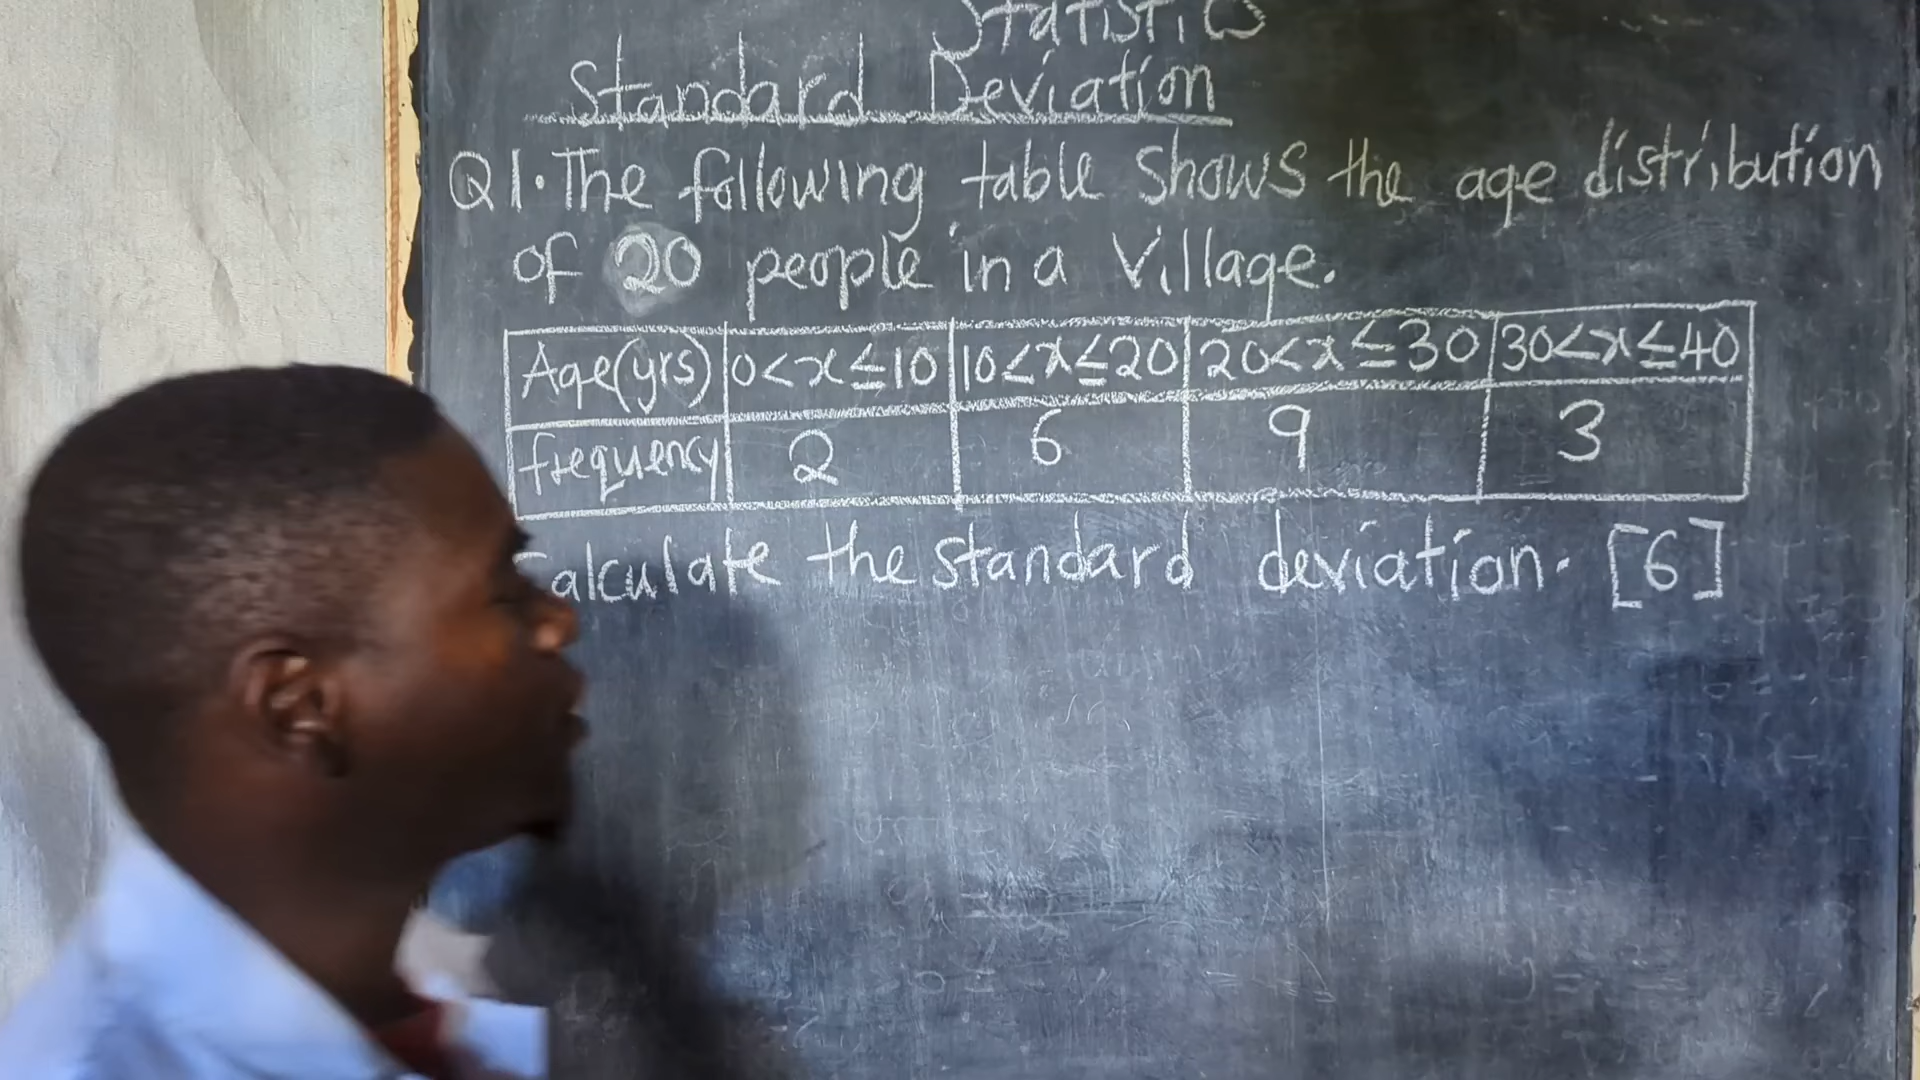 Statistics
Standard Deviation
Q1. The following table shows the age distribution
of 20 people in a village.
Age(yrs) 0<x≤10 10<x≤20 20<x≤30 30<x≤40
frequency 2 6 9 3
Calculate the standard deviation. [6]